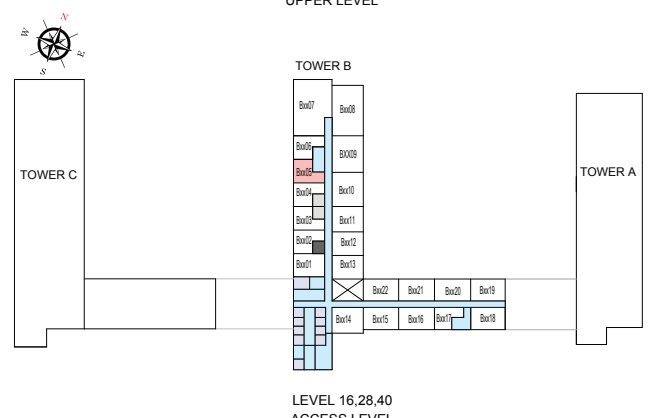 UPPER LEVEL
N
W
E
S
TOWER B
Bxx07
Bxx08
Bxx06
BXX09
Bxx05
TOWER C
TOWER A
Bxx04
Bxx10
Bxx03
Bxx11
Bxx02
Bxx12
Bxx01
Bxx13
Bxx22
Bxx21
Bxx20
Bxx19
Bxx14
Bxx15
Bxx16
Bxx17
Bxx18
LEVEL 16,28,40
ACCESS LEVEL